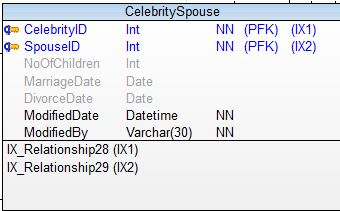 CelebritySpouse
CelebrityID Int NN (PFK) (IX1)
SpouseID Int NN (PFK) (IX2)
NoOfChildren Int
MarriageDate Date
DivorceDate Date
ModifiedDate Datetime NN
ModifiedBy Varchar(30) NN
IX_Relationship28 (IX1)
IX_Relationship29 (IX2)